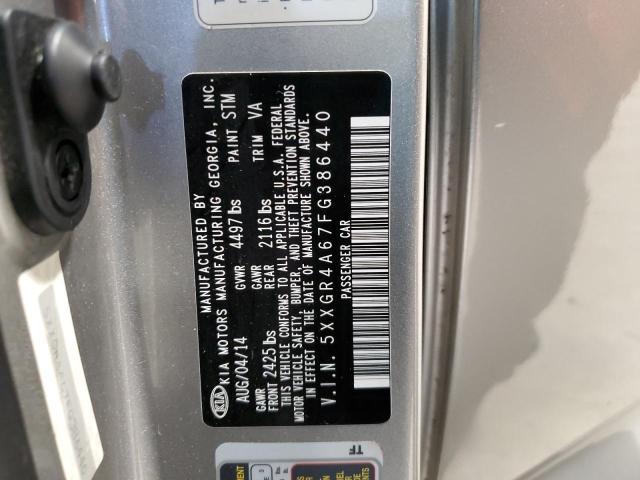 KIA
MANUFACTURED BY
KIA MOTORS MANUFACTURING GEORGIA, INC.
AUG/04/14 GVWR 4497 lbs PAINT STM
GAWR FRONT 2425 lbs GAWR REAR 2116 lbs TRIM VA
THIS VEHICLE CONFORMS TO ALL APPLICABLE U.S.A. FEDERAL
MOTOR VEHICLE SAFETY, BUMPER, AND THEFT PREVENTION STANDARDS
IN EFFECT ON THE DATE OF MANUFACTURE SHOWN ABOVE.
V.I.N. 5XXGR4A67FG386440
PASSENGER CAR
TF